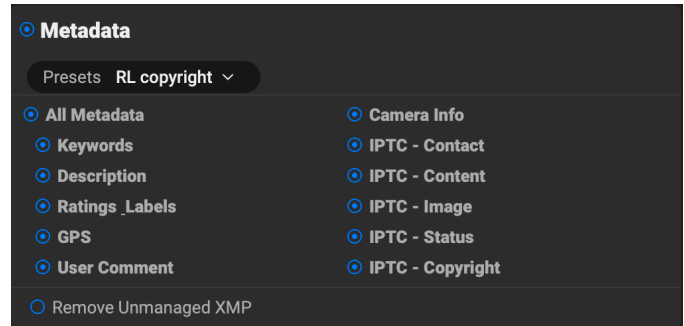 Metadata
Presets RL copyright
All Metadata
Keywords
Description
Ratings_Labels
GPS
User Comment
Camera Info
IPTC - Contact
IPTC - Content
IPTC - Image
IPTC - Status
IPTC - Copyright
Remove Unmanaged XMP